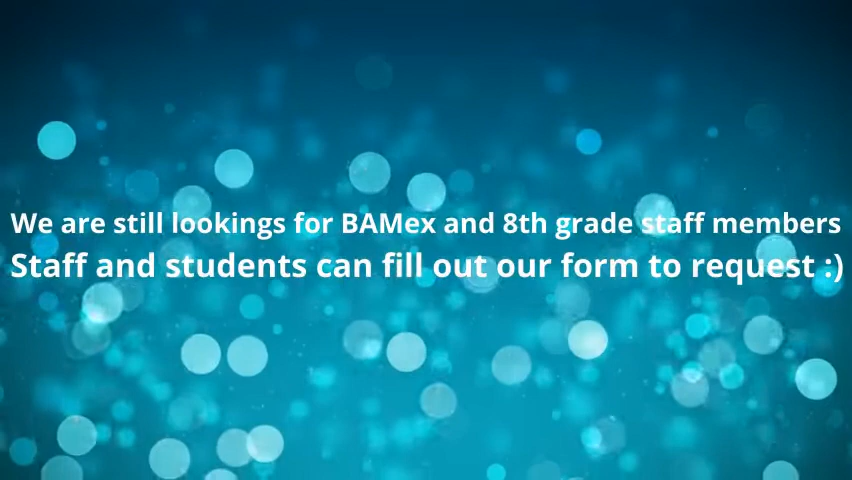 We are still lookings for BAMex and 8th grade staff members
Staff and students can fill out our form to request :)